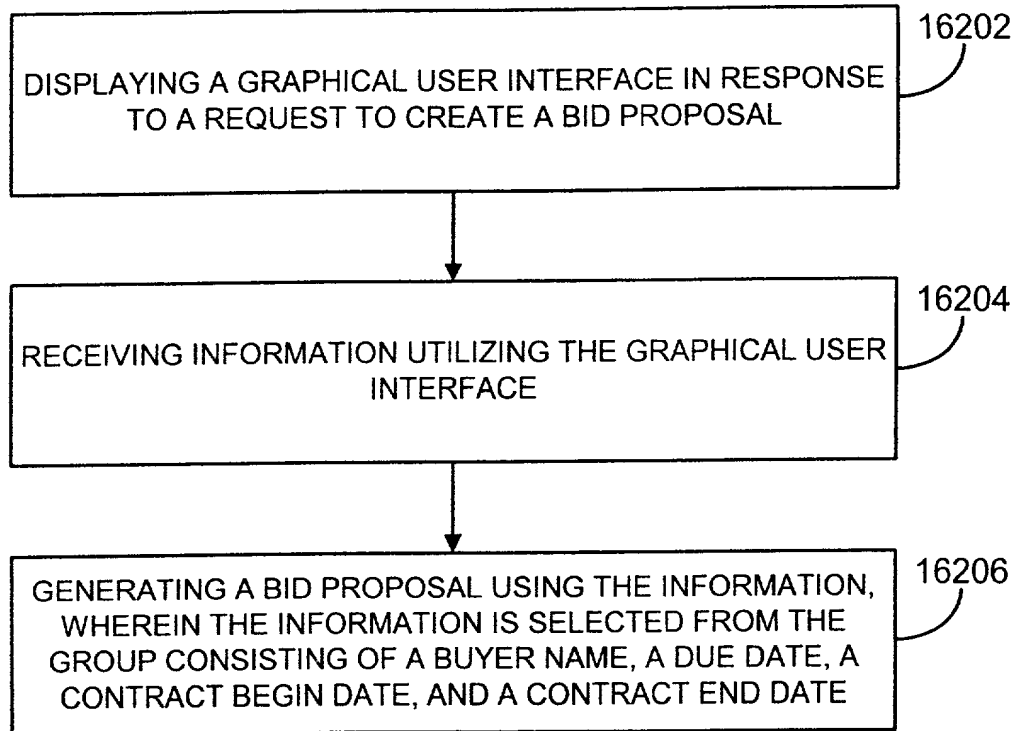 16202
DISPLAYING A GRAPHICAL USER INTERFACE IN RESPONSE
TO A REQUEST TO CREATE A BID PROPOSAL
16204
RECEIVING INFORMATION UTILIZING THE GRAPHICAL USER
INTERFACE
16206
GENERATING A BID PROPOSAL USING THE INFORMATION,
WHEREIN THE INFORMATION IS SELECTED FROM THE
GROUP CONSISTING OF A BUYER NAME, A DUE DATE, A
CONTRACT BEGIN DATE, AND A CONTRACT END DATE